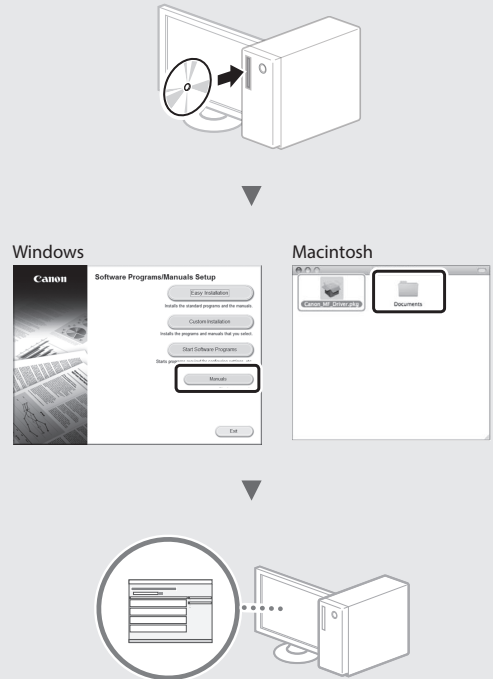 Windows
Canon
Software Programs/Manuals Setup
Easy Installation
Installs the standard programs and the manuals.
Custom Installation
Installs the programs and manuals that you select.
Start Software Programs
Manuals
Exit
Macintosh
Canon_MF_Driver.pkg
Documents